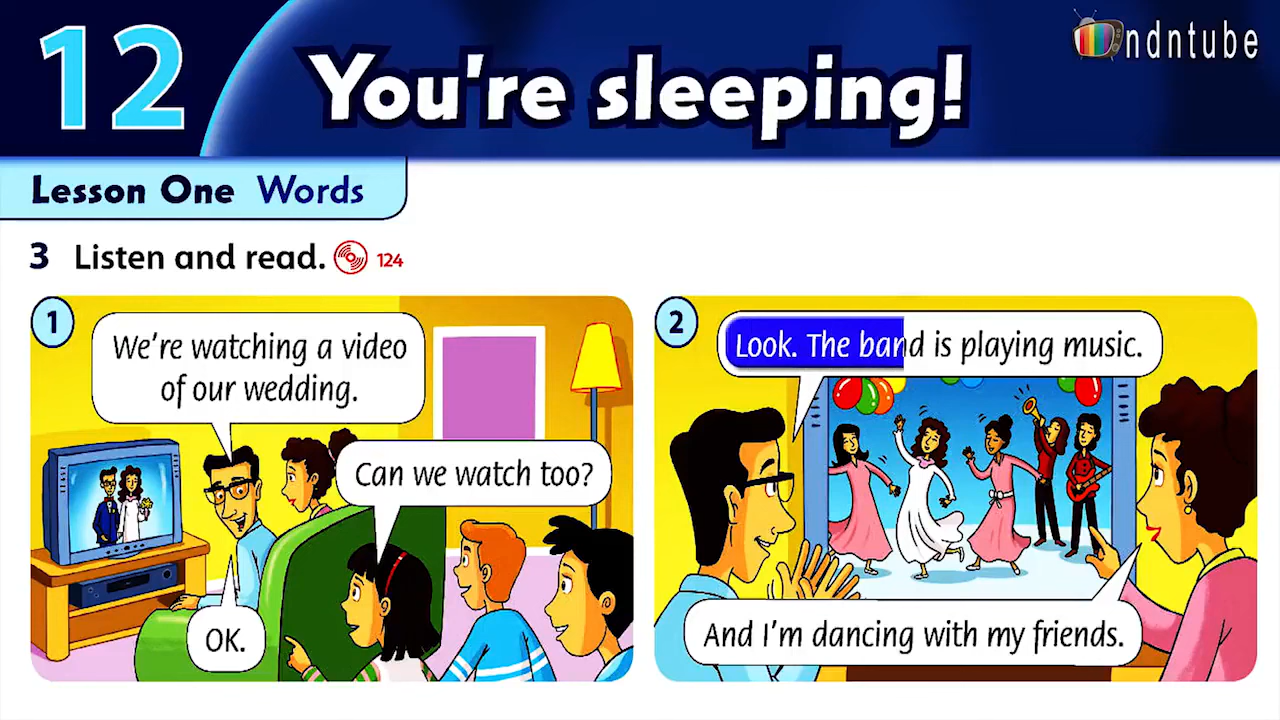 12
You're sleeping!
ndntube
Lesson One Words
3 Listen and read. 124
1
We're watching a video
of our wedding.
Can we watch too?
OK.
2
Look. The band is playing music.
And I'm dancing with my friends.